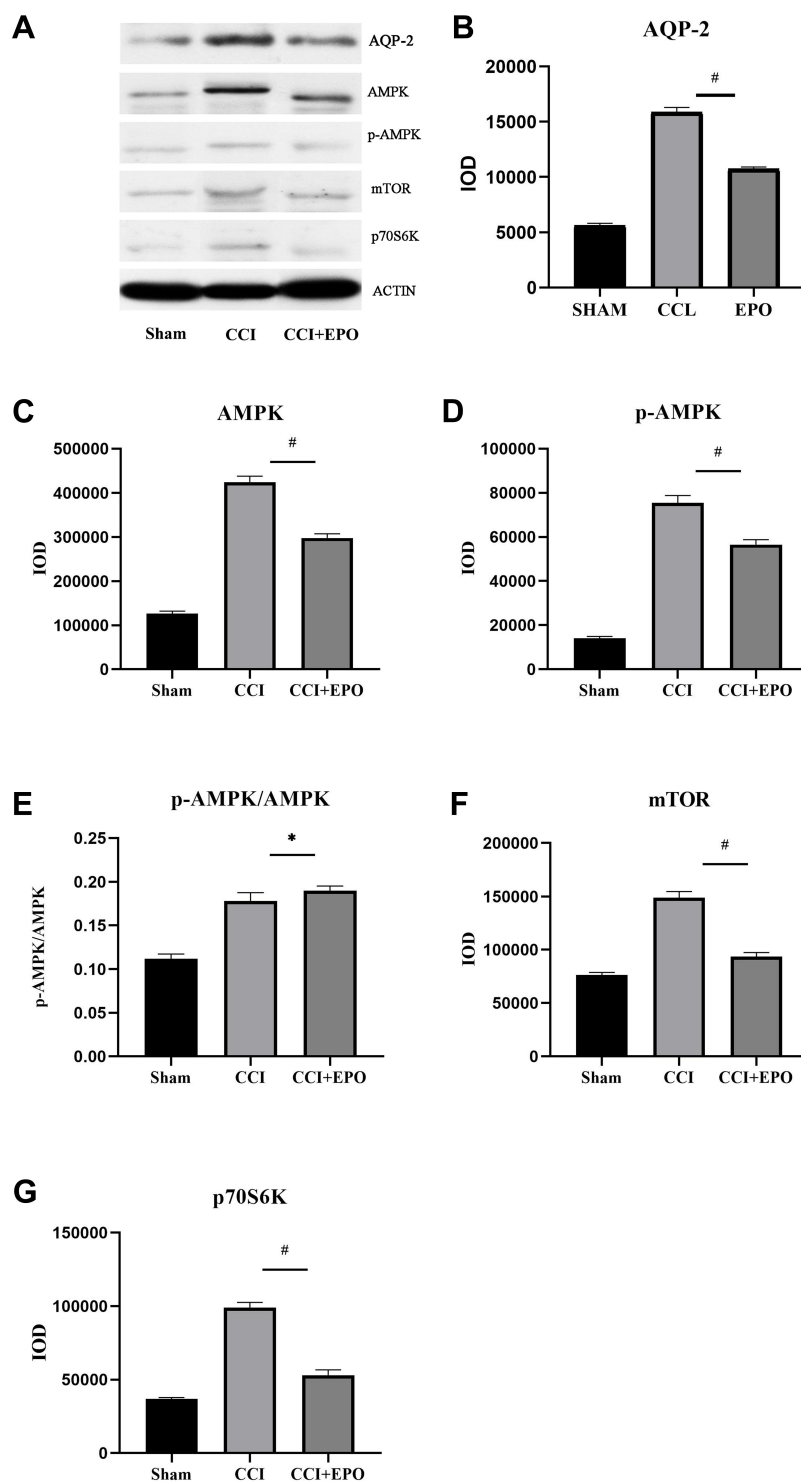 A
AQP-2
AMPK
p-AMPK
mTOR
p70S6K
ACTIN
Sham CCI CCI+EPO
B
AQP-2
#
20000
15000
10000
5000
0
IOD
SHAM CCL EPO
C
AMPK
#
500000
400000
300000
200000
100000
0
IOD
Sham CCI CCI+EPO
D
p-AMPK
#
100000
80000
60000
40000
20000
0
IOD
Sham CCI CCI+EPO
E
p-AMPK/AMPK
*
0.25
0.20
0.15
0.10
0.05
0.00
p-AMPK/AMPK
Sham CCI CCI+EPO
F
mTOR
#
200000
150000
100000
50000
0
IOD
Sham CCI CCI+EPO
G
p70S6K
#
150000
100000
50000
0
IOD
Sham CCI CCI+EPO